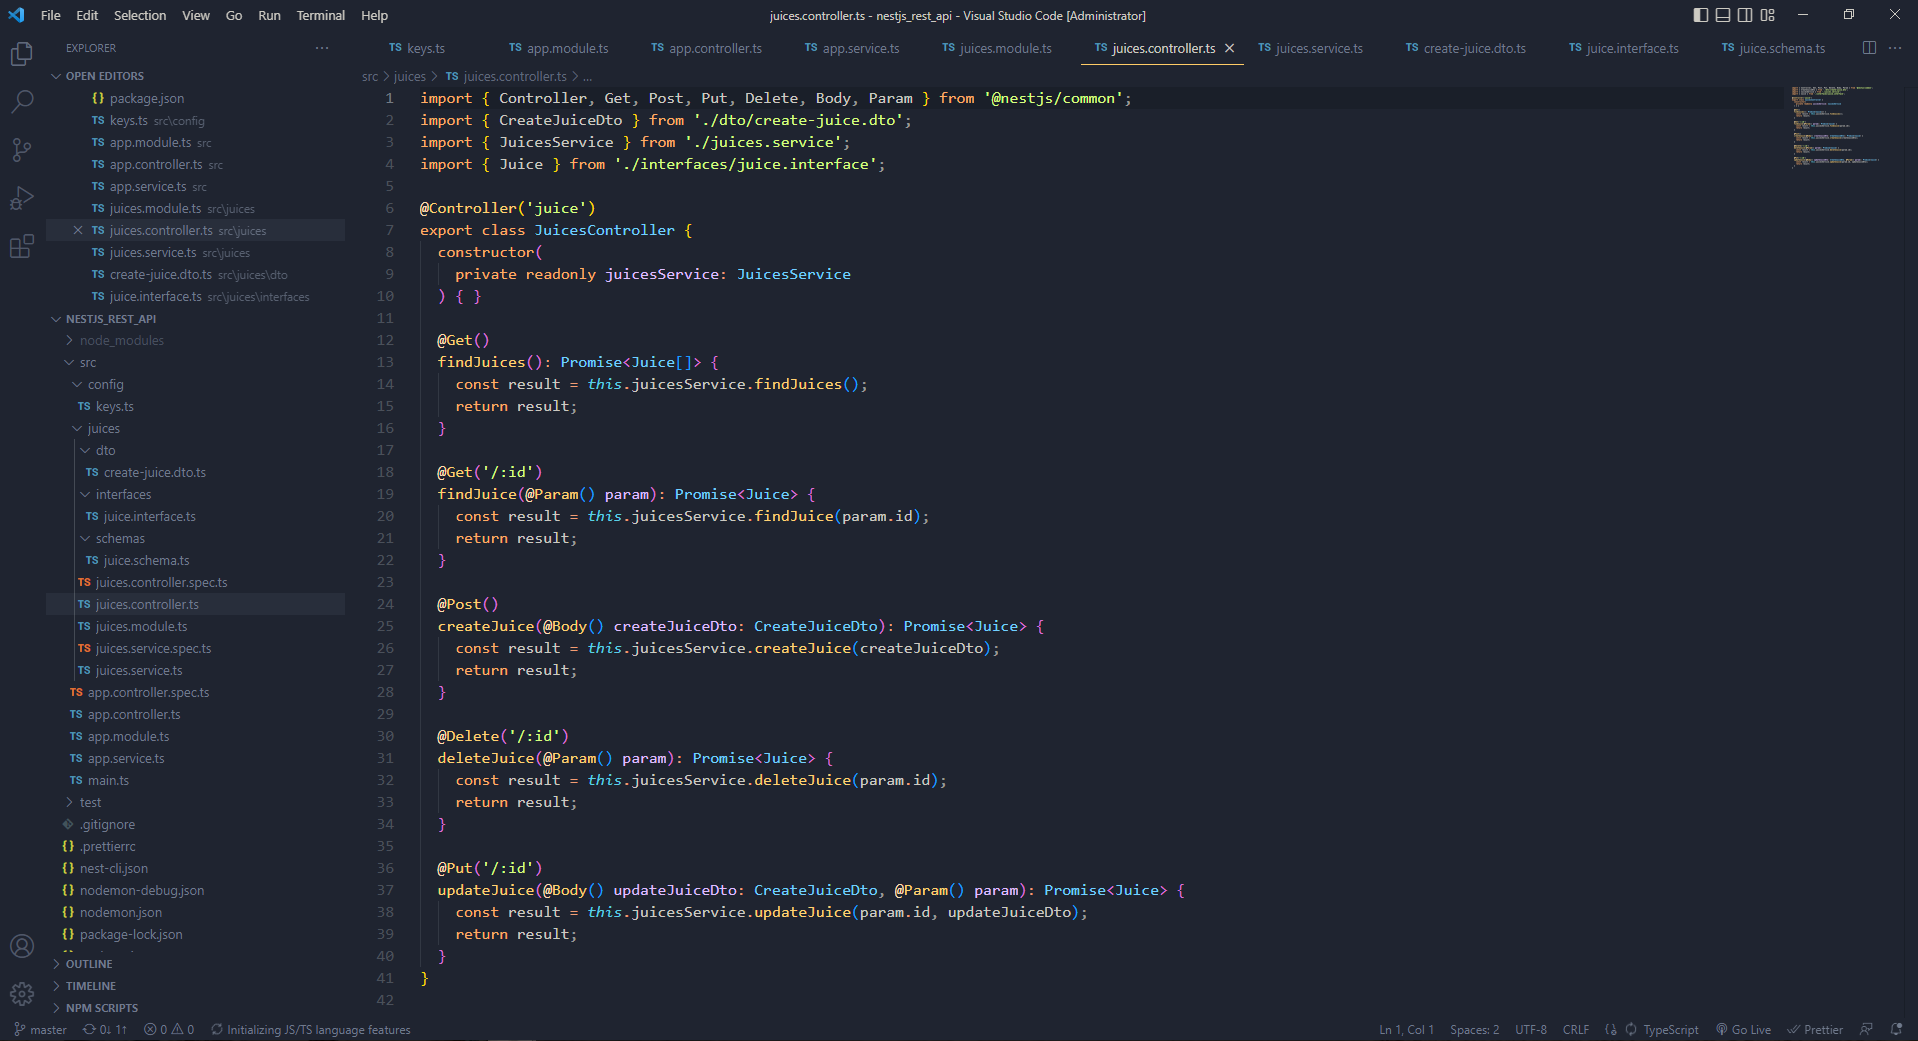 File Edit Selection View Go Run Terminal Help
juices.controller.ts - nestjs_rest_api - Visual Studio Code [Administrator]
EXPLORER
OPEN EDITORS
{} package.json
TS keys.ts src\config
TS app.module.ts src
TS app.controller.ts src
TS app.service.ts src
TS juices.module.ts src\juices
TS juices.controller.ts src\juices
TS juices.service.ts src\juices
TS create-juice.dto.ts src\juices\dto
TS juice.interface.ts src\juices\interfaces
NESTJS_REST_API
node_modules
src
config
TS keys.ts
juices
dto
TS create-juice.dto.ts
interfaces
TS juice.interface.ts
schemas
TS juice.schema.ts
TS juices.controller.spec.ts
TS juices.controller.ts
TS juices.module.ts
TS juices.service.spec.ts
TS juices.service.ts
TS app.controller.spec.ts
TS app.controller.ts
TS app.module.ts
TS app.service.ts
TS main.ts
test
.gitignore
{} .prettierrc
{} nest-cli.json
{} nodemon-debug.json
{} nodemon.json
{} package-lock.json
OUTLINE
TIMELINE
NPM SCRIPTS
TS keys.ts TS app.module.ts TS app.controller.ts TS app.service.ts TS juices.module.ts TS juices.controller.ts TS juices.service.ts TS create-juice.dto.ts TS juice.interface.ts TS juice.schema.ts
src > juices > TS juices.controller.ts > ...
1 import { Controller, Get, Post, Put, Delete, Body, Param } from '@nestjs/common';
2 import { CreateJuiceDto } from './dto/create-juice.dto';
3 import { JuicesService } from './juices.service';
4 import { Juice } from './interfaces/juice.interface';
5
6 @Controller('juice')
7 export class JuicesController {
8 constructor(
9 private readonly juicesService: JuicesService
10 ) { }
11
12 @Get()
13 findJuices(): Promise<Juice[]> {
14 const result = this.juicesService.findJuices();
15 return result;
16 }
17
18 @Get('/:id')
19 findJuice(@Param() param): Promise<Juice> {
20 const result = this.juicesService.findJuice(param.id);
21 return result;
22 }
23
24 @Post()
25 createJuice(@Body() createJuiceDto: CreateJuiceDto): Promise<Juice> {
26 const result = this.juicesService.createJuice(createJuiceDto);
27 return result;
28 }
29
30 @Delete('/:id')
31 deleteJuice(@Param() param): Promise<Juice> {
32 const result = this.juicesService.deleteJuice(param.id);
33 return result;
34 }
35
36 @Put('/:id')
37 updateJuice(@Body() updateJuiceDto: CreateJuiceDto, @Param() param): Promise<Juice> {
38 const result = this.juicesService.updateJuice(param.id, updateJuiceDto);
39 return result;
40 }
41 }
42
master 0↓ 1↑ 0 0 Initializing JS/TS language features
Ln 1, Col 1 Spaces: 2 UTF-8 CRLF TypeScript Go Live Prettier